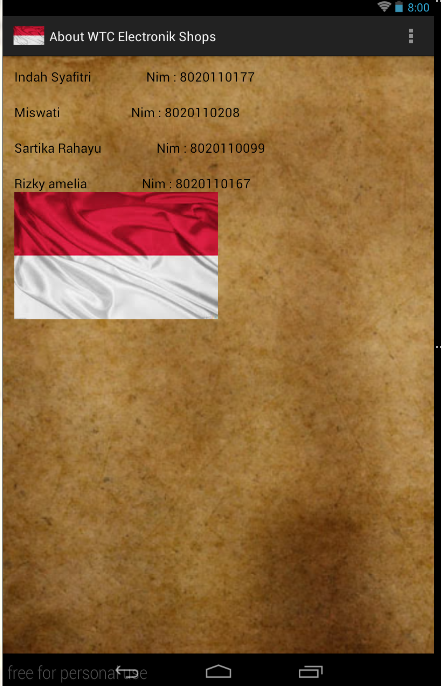 8:00
About WTC Electronik Shops
Indah Syafitri Nim : 8020110177
Miswati Nim : 8020110208
Sartika Rahayu Nim : 8020110099
Rizky amelia Nim : 8020110167
free for personal use